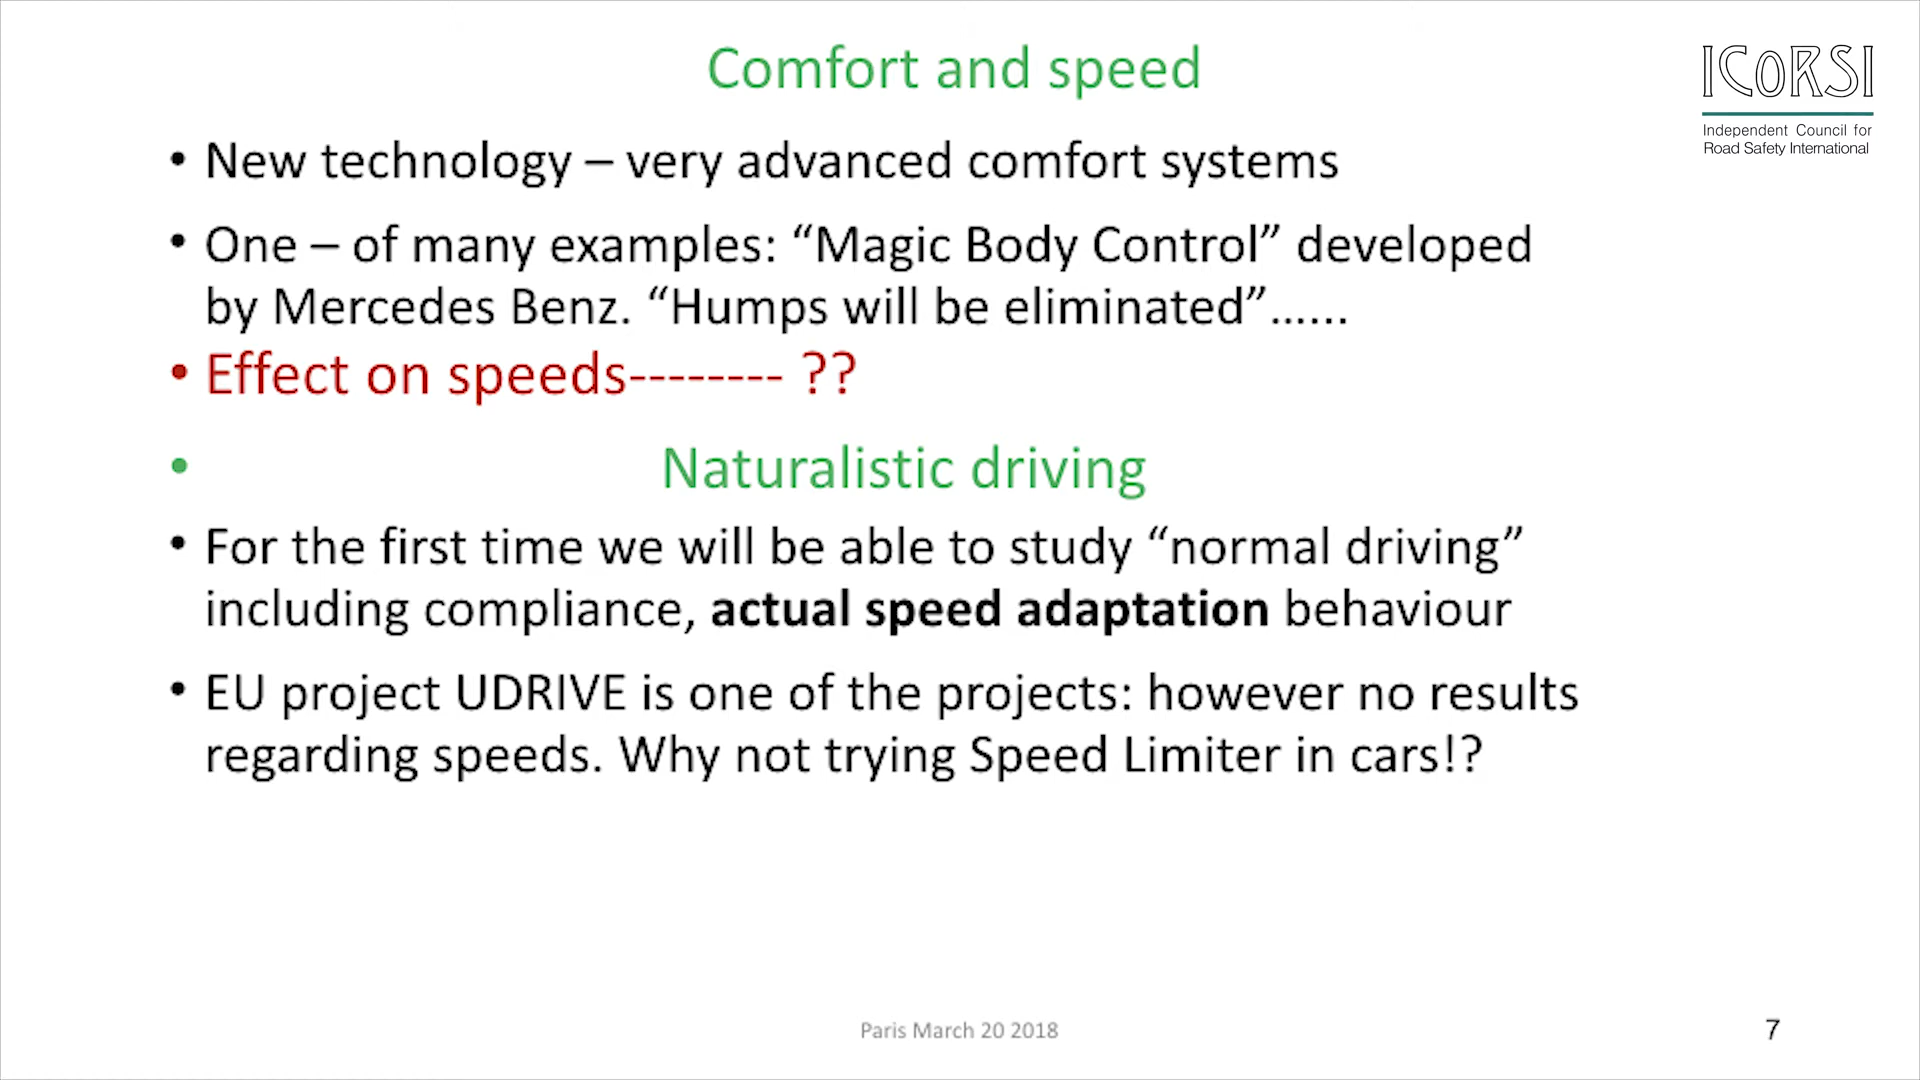 Comfort and speed
ICoRSI
Independent Council for
Road Safety International
• New technology – very advanced comfort systems
• One – of many examples: “Magic Body Control” developed
by Mercedes Benz. “Humps will be eliminated”......
• Effect on speeds-------- ??
• Naturalistic driving
• For the first time we will be able to study “normal driving”
including compliance, actual speed adaptation behaviour
• EU project UDRIVE is one of the projects: however no results
regarding speeds. Why not trying Speed Limiter in cars!?
Paris March 20 2018
7